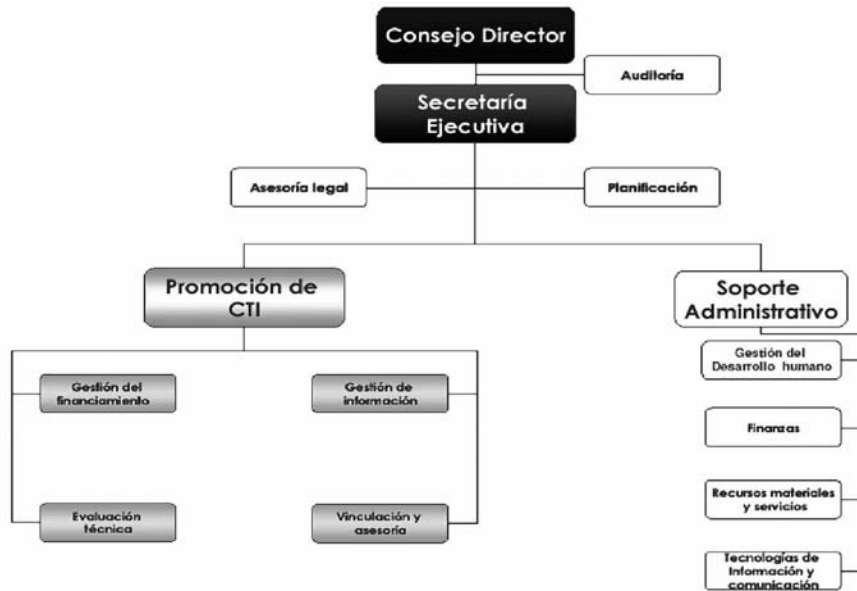 Consejo Director
Auditoría
Secretaría
Ejecutiva
Asesoría legal
Planificación
Promoción de
CTI
Soporte
Administrativo
Gestión del
financiamiento
Gestión de
información
Evaluación
técnica
Vinculación y
asesoría
Gestión del
Desarrollo humano
Finanzas
Recursos materiales
y servicios
Tecnologías de
Información y
comunicación